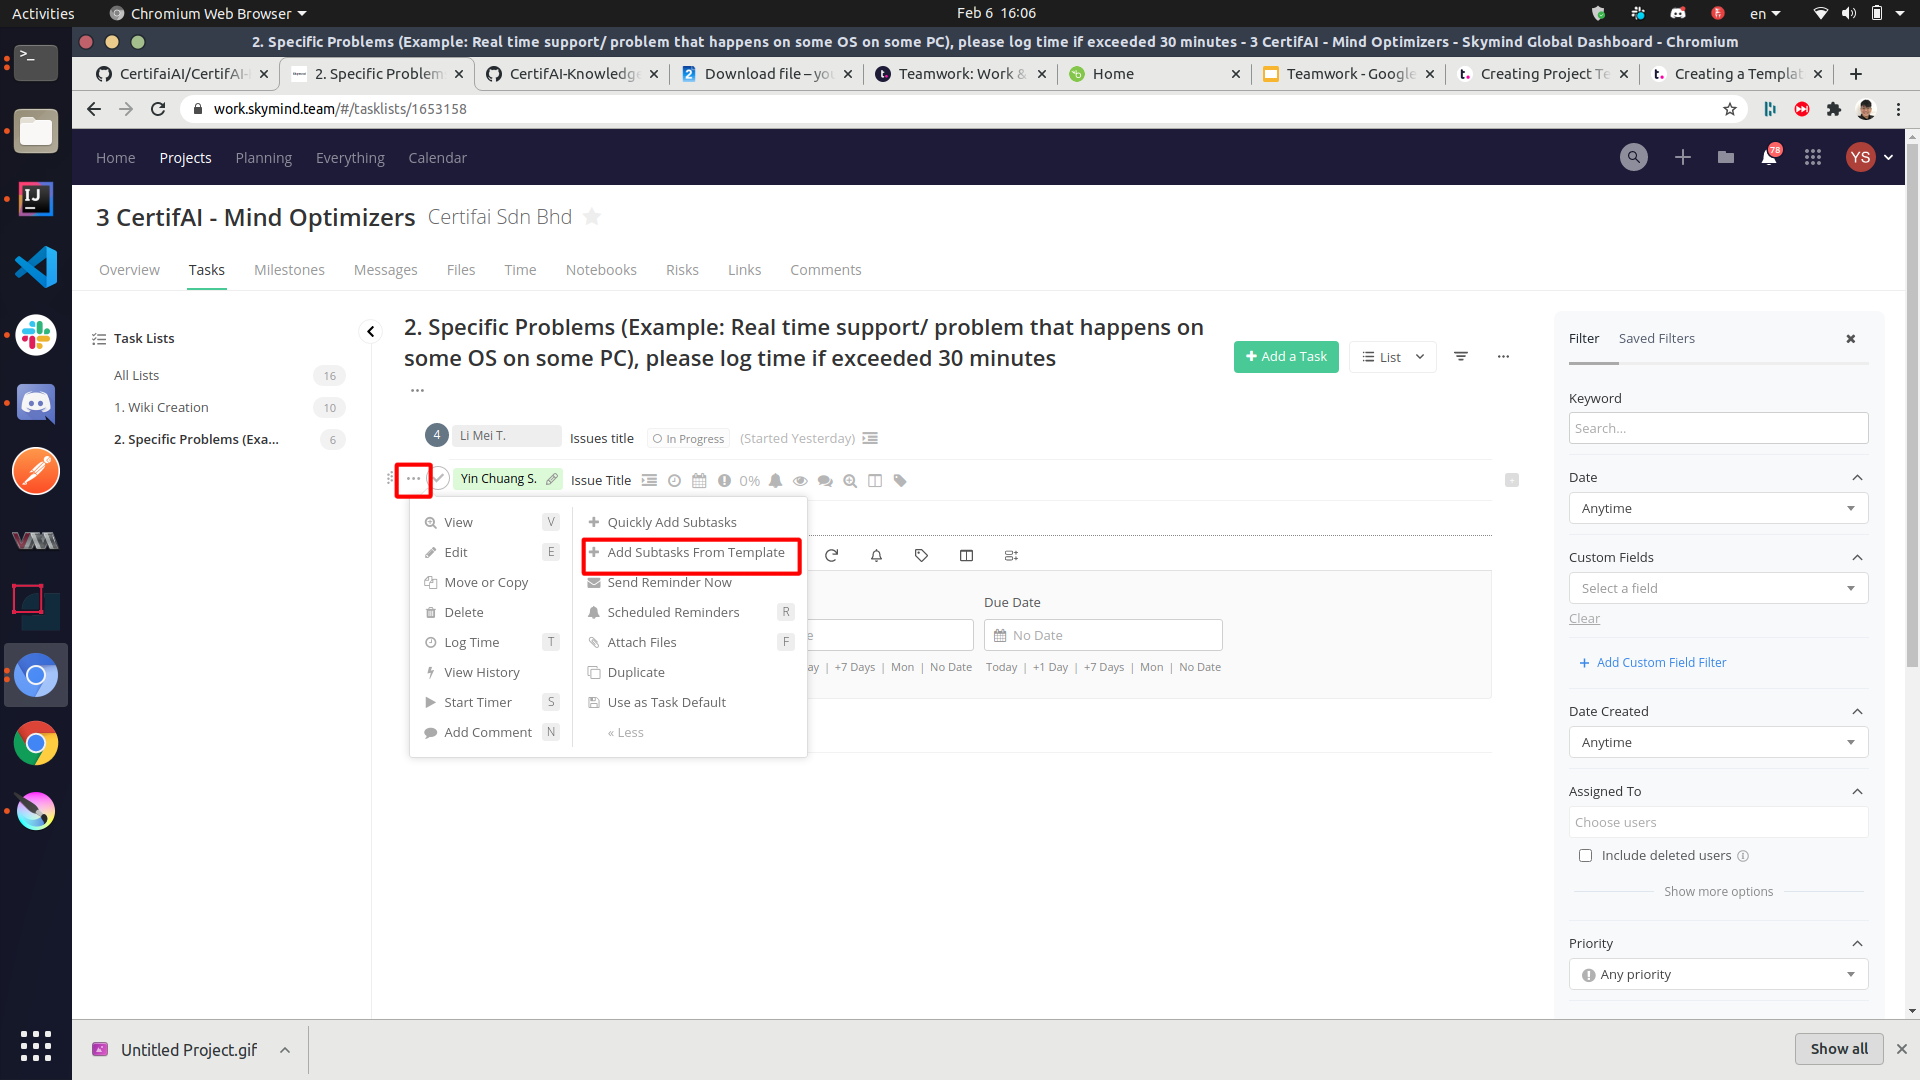 Activities
Chromium Web Browser
Feb 6 16:06
en
2. Specific Problems (Example: Real time support/ problem that happens on some OS on some PC), please log time if exceeded 30 minutes - 3 CertifAI - Mind Optimizers - Skymind Global Dashboard - Chromium
CertifaiAI/CertifAI-
2. Specific Problem
CertifAI-Knowledg
Download file – yo
Teamwork: Work &
Home
Teamwork - Google
Creating Project Te
Creating a Templat
work.skymind.team/#/tasklists/1653158
Home
Projects
Planning
Everything
Calendar
78
YS
3 CertifAI - Mind Optimizers
Certifai Sdn Bhd
Overview
Tasks
Milestones
Messages
Files
Time
Notebooks
Risks
Links
Comments
Task Lists
All Lists 16
1. Wiki Creation 10
2. Specific Problems (Exa... 6
2. Specific Problems (Example: Real time support/ problem that happens on
some OS on some PC), please log time if exceeded 30 minutes
Add a Task
List
4 Li Mei T. Issues title In Progress (Started Yesterday)
Yin Chuang S. Issue Title 0%
View V
Edit E
Move or Copy
Delete
Log Time T
View History
Start Timer S
Add Comment N
Quickly Add Subtasks
Add Subtasks From Template
Send Reminder Now
Scheduled Reminders R
Attach Files F
Duplicate
Use as Task Default
« Less
Due Date
e
No Date
ay | +7 Days | Mon | No Date
Today | +1 Day | +7 Days | Mon | No Date
Filter
Saved Filters
Keyword
Search...
Date
Anytime
Custom Fields
Select a field
Clear
Add Custom Field Filter
Date Created
Anytime
Assigned To
Choose users
Include deleted users
Show more options
Priority
Any priority
Untitled Project.gif
Show all